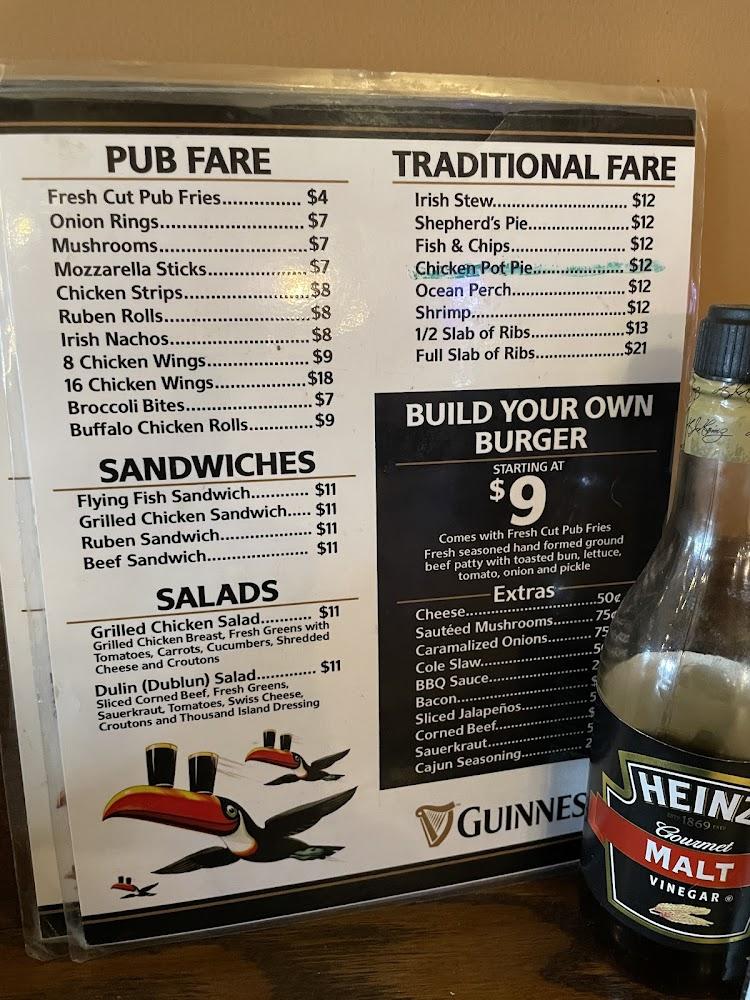 PUB FARE
Fresh Cut Pub Fries............... $4
Onion Rings........................... $7
Mushrooms...........................$7
Mozzarella Sticks...................$7
Chicken Strips.......................$8
Ruben Rolls..........................$8
Irish Nachos..........................$8
8 Chicken Wings...................$9
16 Chicken Wings.................$18
Broccoli Bites........................$7
Buffalo Chicken Rolls............$9
SANDWICHES
Flying Fish Sandwich............ $11
Grilled Chicken Sandwich..... $11
Ruben Sandwich.................... $11
Beef Sandwich...................... $11
SALADS
Grilled Chicken Salad........... $11
Grilled Chicken Breast, Fresh Greens with
Tomatoes, Carrots, Cucumbers, Shredded
Cheese and Croutons
Dulin (Dublun) Salad............. $11
Sliced Corned Beef, Fresh Greens,
Sauerkraut, Tomatoes, Swiss Cheese,
Croutons and Thousand Island Dressing
TRADITIONAL FARE
Irish Stew............................ $12
Shepherd's Pie.....................$12
Fish & Chips........................ $12
Chicken Pot Pie................... $12
Ocean Perch........................$12
Shrimp.................................$12
1/2 Slab of Ribs....................$13
Full Slab of Ribs...................$21
BUILD YOUR OWN
BURGER
STARTING AT
$9
Comes with Fresh Cut Pub Fries
Fresh seasoned hand formed ground
beef patty with toasted bun, lettuce,
tomato, onion and pickle
Extras
Cheese..........................50¢
Sautéed Mushrooms.........75¢
Caramalized Onions..........75
Cole Slaw......................
BBQ Sauce.....................
Bacon...........................
Sliced Jalapeños.............
Corned Beef...................
Sauerkraut.....................
Cajun Seasoning.............
GUINNES
HEINZ
1869
Gourmet
MALT
VINEGAR ®